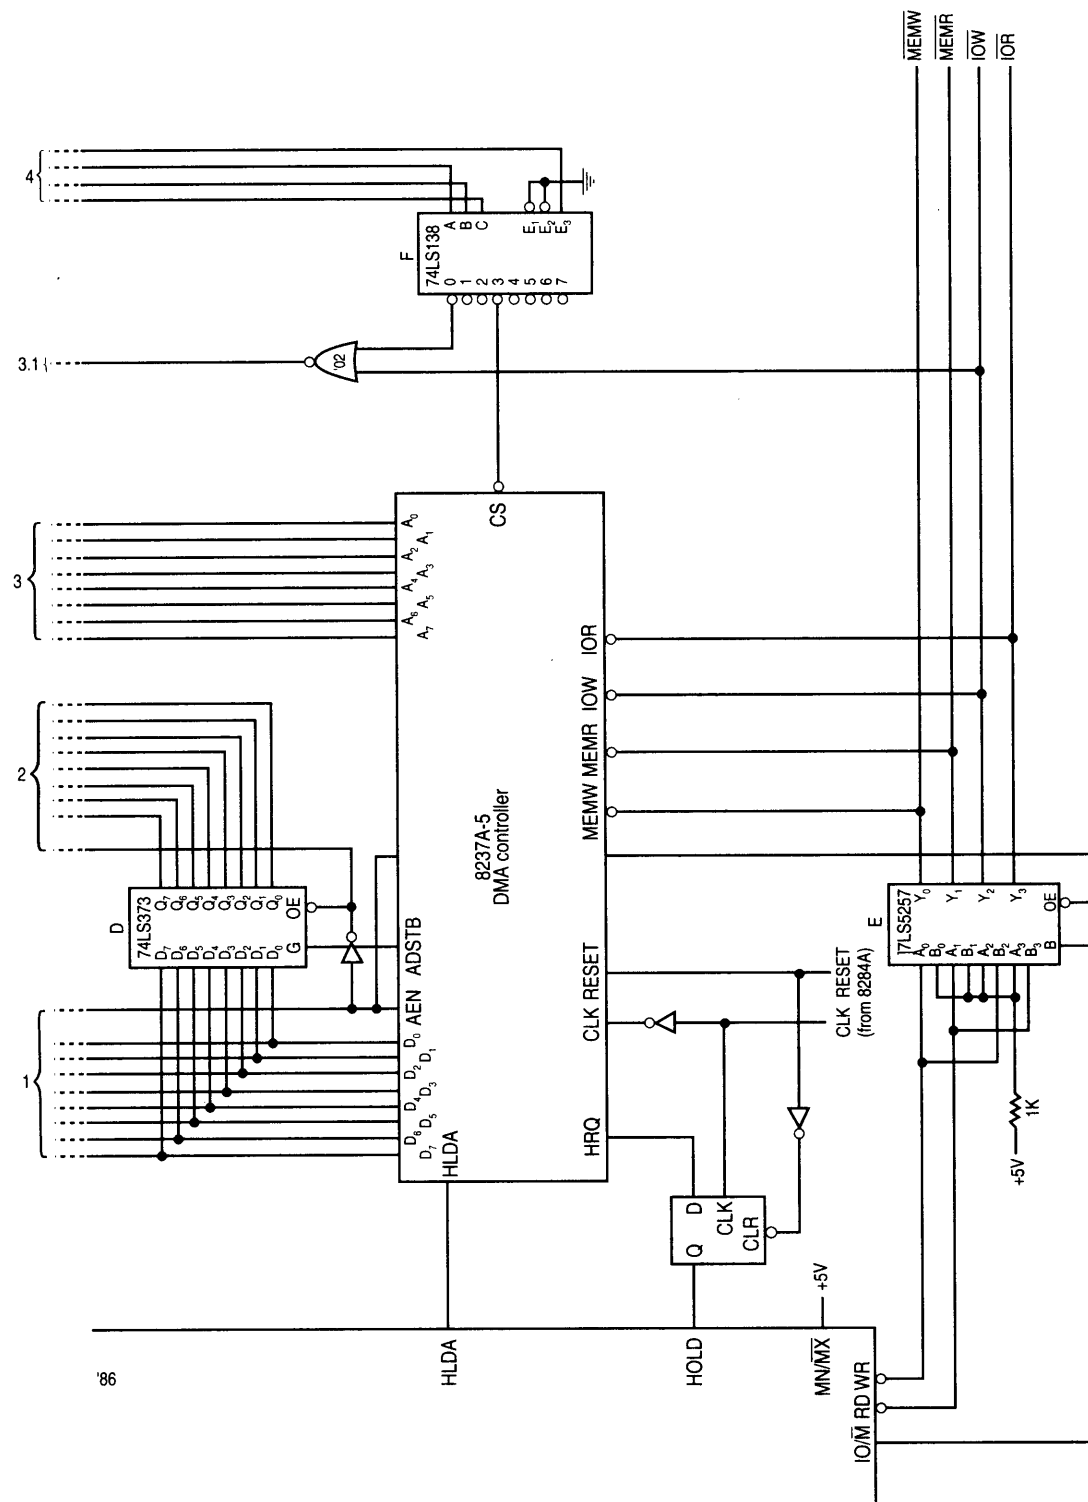 MEMW
MEMR
IOW
IOR
4
F
74LS138
A
B
C
E1
E2
E3
0
1
2
3
4
5
6
7
3.1
'02
3
A0
A1
A2
A3
A4
A5
A6
A7
CS
2
D
74LS373
Q7
Q6
Q5
Q4
Q3
Q2
Q1
Q0
OE
D7
D6
D5
D4
D3
D2
D1
D0
G
8237A-5
DMA controller
IOR
IOW
MEMR
MEMW
ADSTB
AEN
RESET
CLK
1
D0
D1
D2
D3
D4
D5
D6
D7
HLDA
HRQ
CLK RESET
(from 8284A)
E
17LS5257
Y0
Y1
Y2
Y3
OE
A0
B0
A1
B1
A2
B2
A3
B3
B
1K
+5V
D
Q
CLK
CLR
'86
HLDA
HOLD
MN/MX
+5V
IO/M RD WR